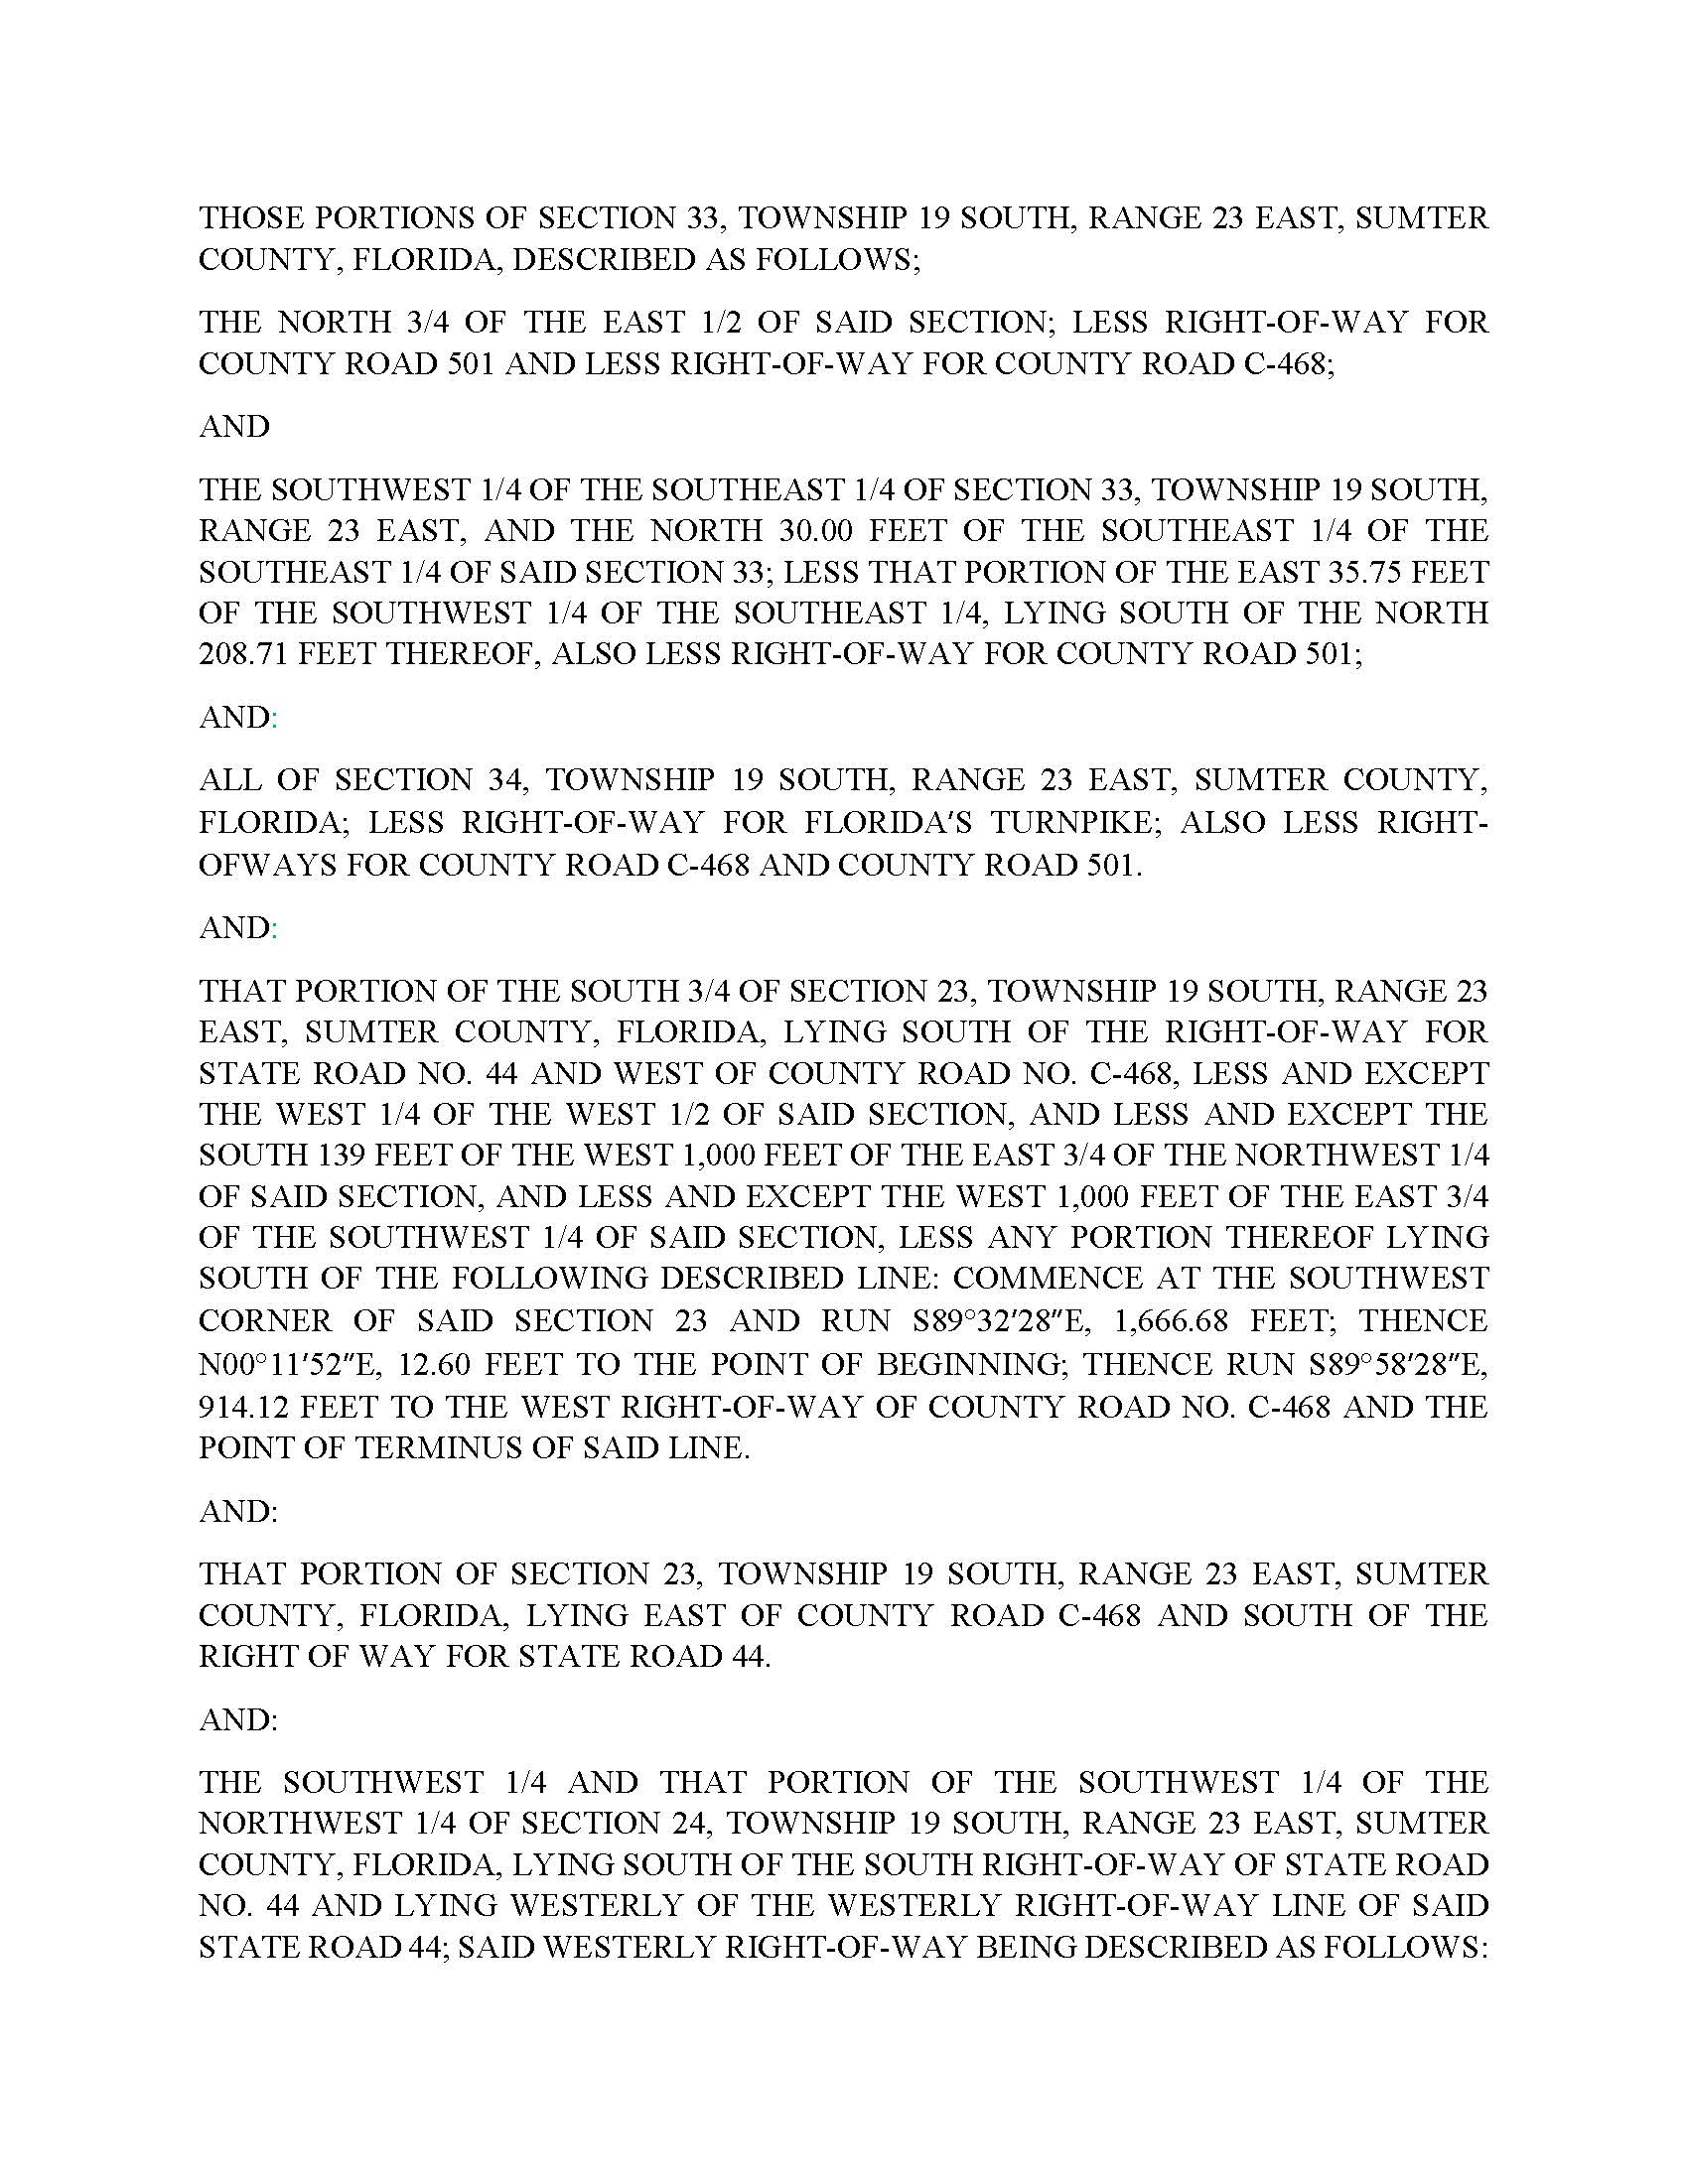 THOSE PORTIONS OF SECTION 33, TOWNSHIP 19 SOUTH, RANGE 23 EAST, SUMTER
COUNTY, FLORIDA, DESCRIBED AS FOLLOWS;
THE NORTH 3/4 OF THE EAST 1/2 OF SAID SECTION; LESS RIGHT-OF-WAY FOR
COUNTY ROAD 501 AND LESS RIGHT-OF-WAY FOR COUNTY ROAD C-468;
AND
THE SOUTHWEST 1/4 OF THE SOUTHEAST 1/4 OF SECTION 33, TOWNSHIP 19 SOUTH,
RANGE 23 EAST, AND THE NORTH 30.00 FEET OF THE SOUTHEAST 1/4 OF THE
SOUTHEAST 1/4 OF SAID SECTION 33; LESS THAT PORTION OF THE EAST 35.75 FEET
OF THE SOUTHWEST 1/4 OF THE SOUTHEAST 1/4, LYING SOUTH OF THE NORTH
208.71 FEET THEREOF, ALSO LESS RIGHT-OF-WAY FOR COUNTY ROAD 501;
AND:
ALL OF SECTION 34, TOWNSHIP 19 SOUTH, RANGE 23 EAST, SUMTER COUNTY,
FLORIDA; LESS RIGHT-OF-WAY FOR FLORIDA′S TURNPIKE; ALSO LESS RIGHT-
OFWAYS FOR COUNTY ROAD C-468 AND COUNTY ROAD 501.
AND:
THAT PORTION OF THE SOUTH 3/4 OF SECTION 23, TOWNSHIP 19 SOUTH, RANGE 23
EAST, SUMTER COUNTY, FLORIDA, LYING SOUTH OF THE RIGHT-OF-WAY FOR
STATE ROAD NO. 44 AND WEST OF COUNTY ROAD NO. C-468, LESS AND EXCEPT
THE WEST 1/4 OF THE WEST 1/2 OF SAID SECTION, AND LESS AND EXCEPT THE
SOUTH 139 FEET OF THE WEST 1,000 FEET OF THE EAST 3/4 OF THE NORTHWEST 1/4
OF SAID SECTION, AND LESS AND EXCEPT THE WEST 1,000 FEET OF THE EAST 3/4
OF THE SOUTHWEST 1/4 OF SAID SECTION, LESS ANY PORTION THEREOF LYING
SOUTH OF THE FOLLOWING DESCRIBED LINE: COMMENCE AT THE SOUTHWEST
CORNER OF SAID SECTION 23 AND RUN S89°32′28″E, 1,666.68 FEET; THENCE
N00°11′52″E, 12.60 FEET TO THE POINT OF BEGINNING; THENCE RUN S89°58′28″E,
914.12 FEET TO THE WEST RIGHT-OF-WAY OF COUNTY ROAD NO. C-468 AND THE
POINT OF TERMINUS OF SAID LINE.
AND:
THAT PORTION OF SECTION 23, TOWNSHIP 19 SOUTH, RANGE 23 EAST, SUMTER
COUNTY, FLORIDA, LYING EAST OF COUNTY ROAD C-468 AND SOUTH OF THE
RIGHT OF WAY FOR STATE ROAD 44.
AND:
THE SOUTHWEST 1/4 AND THAT PORTION OF THE SOUTHWEST 1/4 OF THE
NORTHWEST 1/4 OF SECTION 24, TOWNSHIP 19 SOUTH, RANGE 23 EAST, SUMTER
COUNTY, FLORIDA, LYING SOUTH OF THE SOUTH RIGHT-OF-WAY OF STATE ROAD
NO. 44 AND LYING WESTERLY OF THE WESTERLY RIGHT-OF-WAY LINE OF SAID
STATE ROAD 44; SAID WESTERLY RIGHT-OF-WAY BEING DESCRIBED AS FOLLOWS: